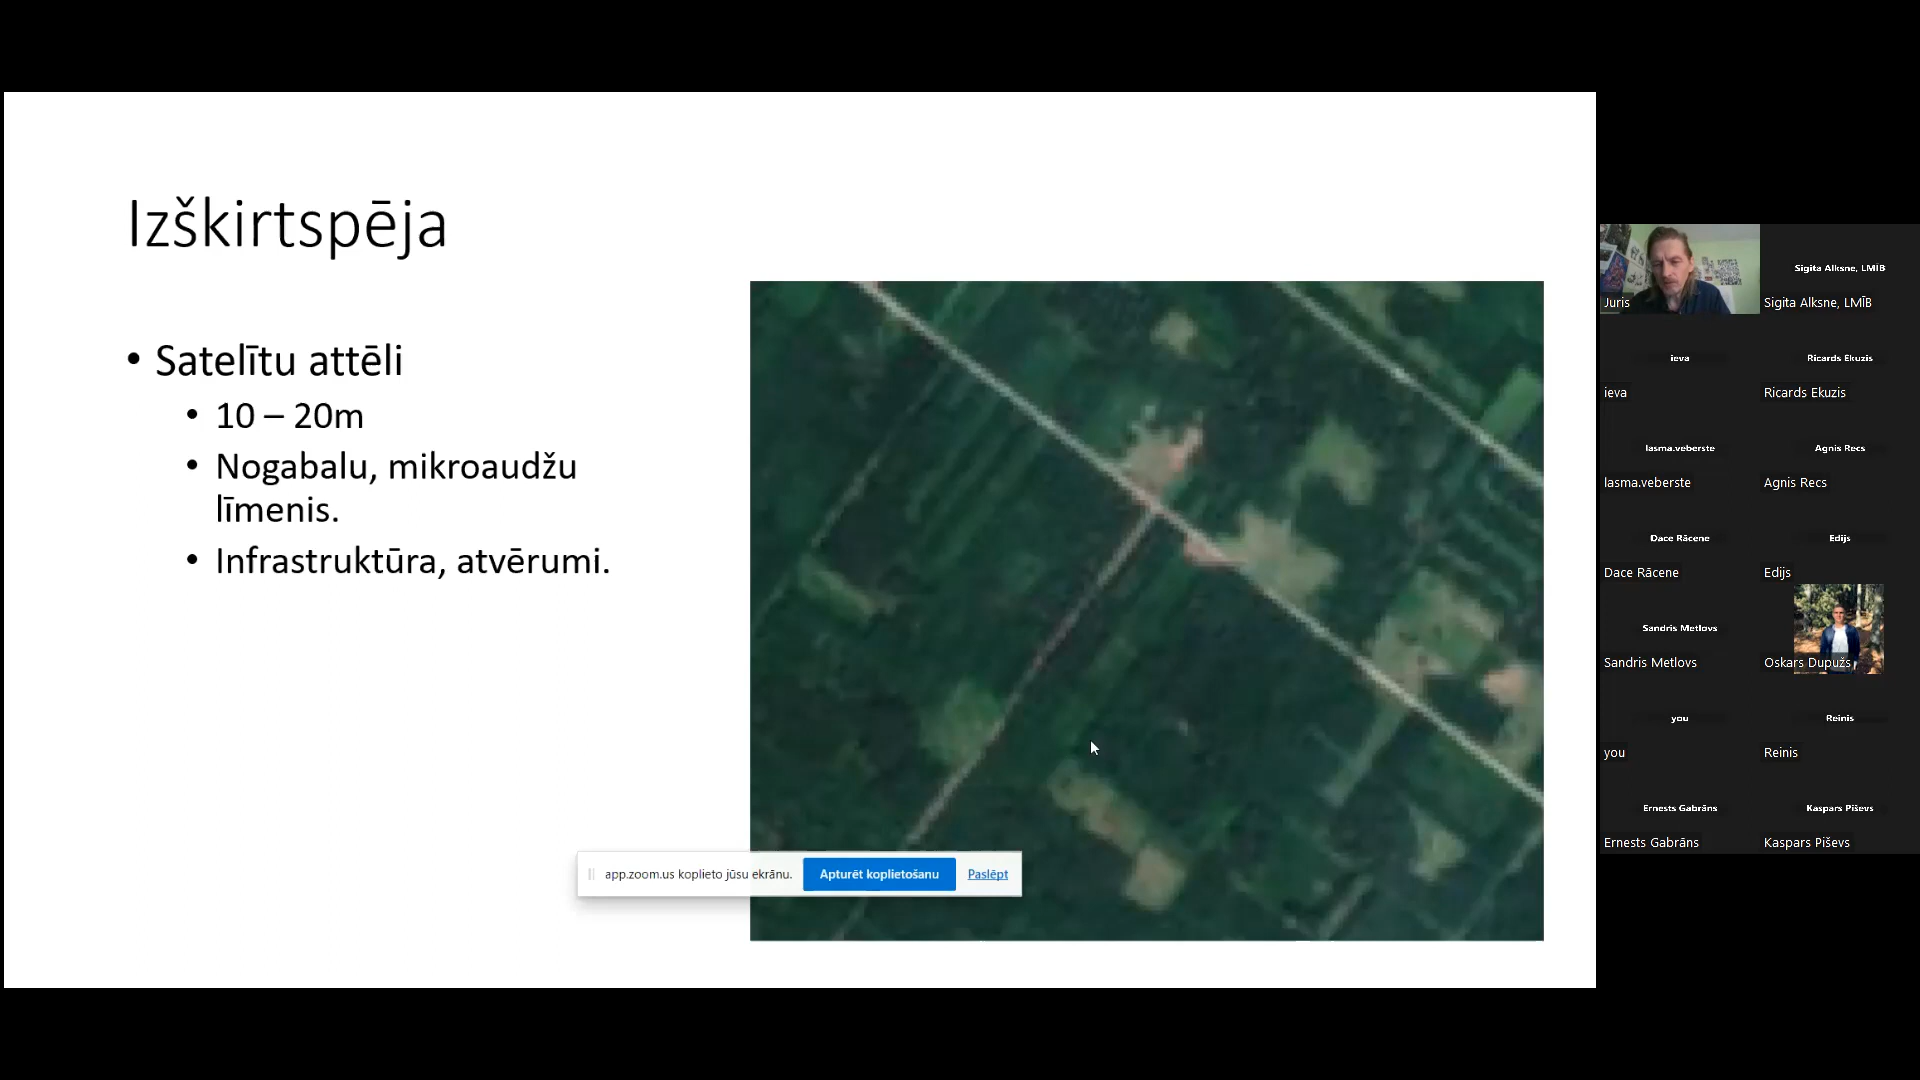 Izšķirtspēja
• Satelītu attēli
• 10 – 20m
• Nogabalu, mikroaudžu
līmenis.
• Infrastruktūra, atvērumi.
app.zoom.us koplieto jūsu ekrānu.
Apturēt koplietošanu
Paslēpt
Juris
Sigita Alksne, LMĪB
Sigita Alksne, LMĪB
ieva
ieva
Ricards Ekuzis
Ricards Ekuzis
lasma.veberste
lasma.veberste
Agnis Recs
Agnis Recs
Dace Rācene
Dace Rācene
Edijs
Edijs
Sandris Metlovs
Sandris Metlovs
Oskars Dupužs
you
you
Reinis
Reinis
Ernests Gabrāns
Ernests Gabrāns
Kaspars Piševs
Kaspars Piševs